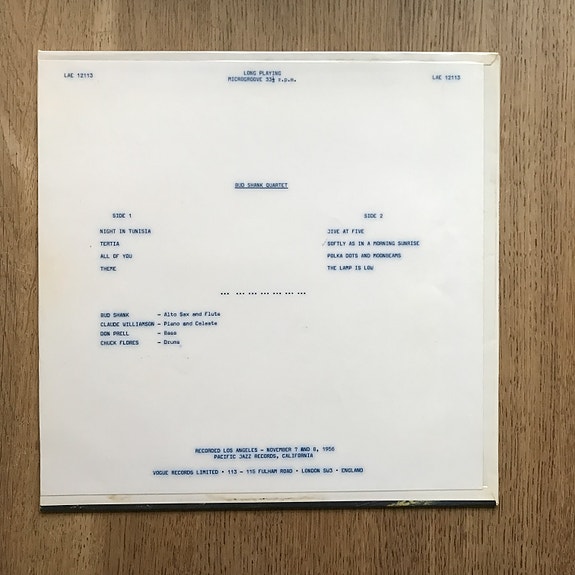 LAE 12113
LONG PLAYING
MICROGROOVE 33⅓ r.p.m.
LAE 12113
BUD SHANK QUARTET
SIDE 1
NIGHT IN TUNISIA
TERTIA
ALL OF YOU
THEME
SIDE 2
JIVE AT FIVE
SOFTLY AS IN A MORNING SUNRISE
POLKA DOTS AND MOONBEAMS
THE LAMP IS LOW
BUD SHANK – Alto Sax and Flute
CLAUDE WILLIAMSON – Piano and Celeste
DON PRELL – Bass
CHUCK FLORES – Drums
RECORDED LOS ANGELES – NOVEMBER 7 AND 8, 1956
PACIFIC JAZZ RECORDS, CALIFORNIA
VOGUE RECORDS LIMITED • 113 – 115 FULHAM ROAD • LONDON SW3 • ENGLAND